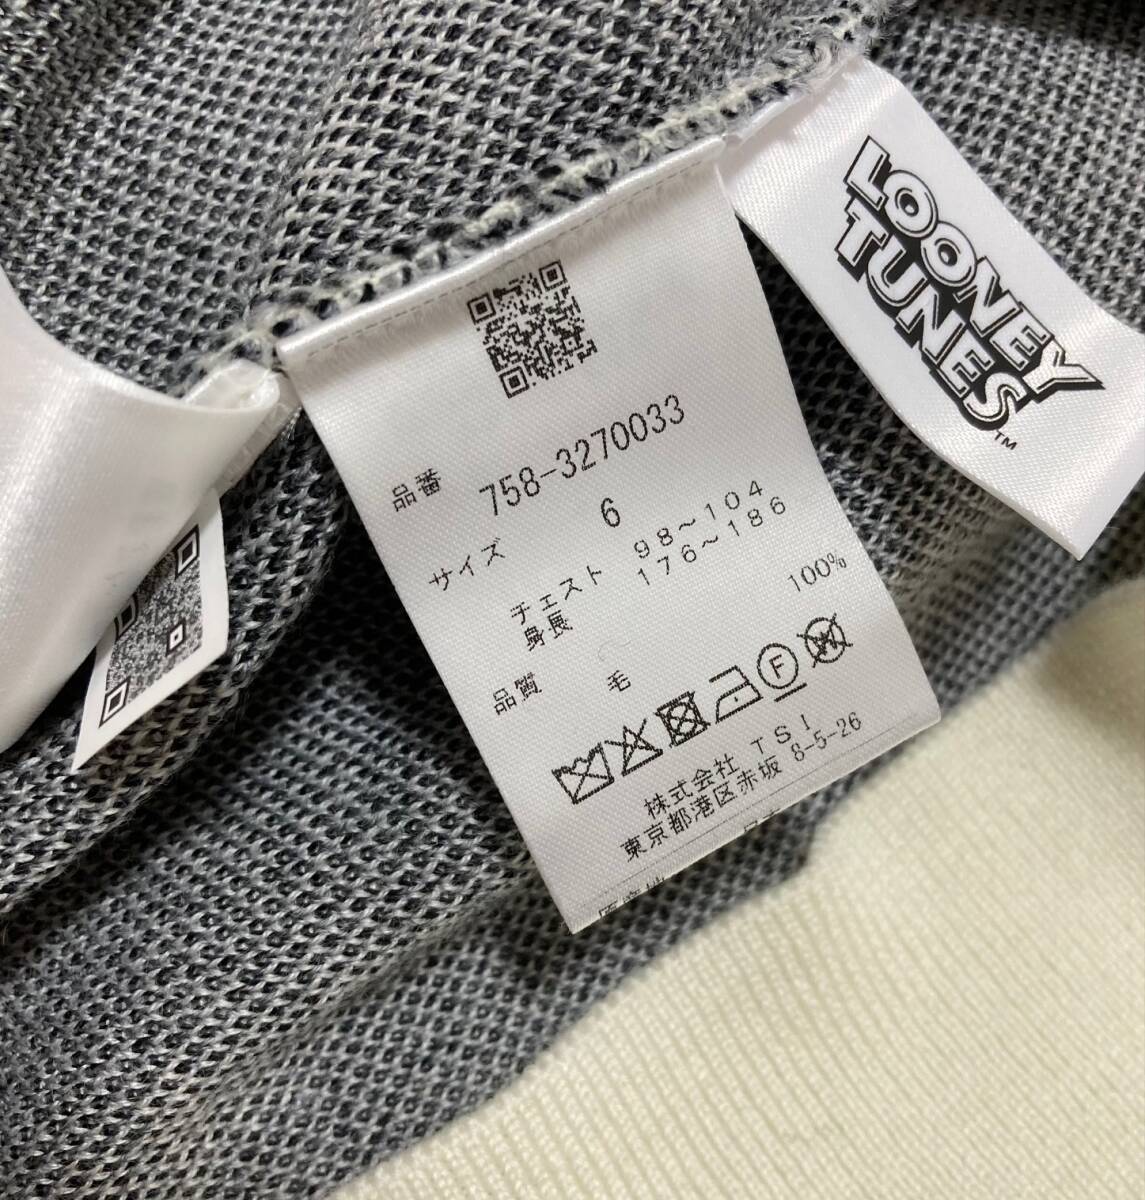 品番 758-3270033
サイズ 6
チェスト 98～104
身長 176～186
品質 毛 100%
F
W
株式会社 TSI
東京都港区赤坂 8-5-26
LOONEY
TUNES™